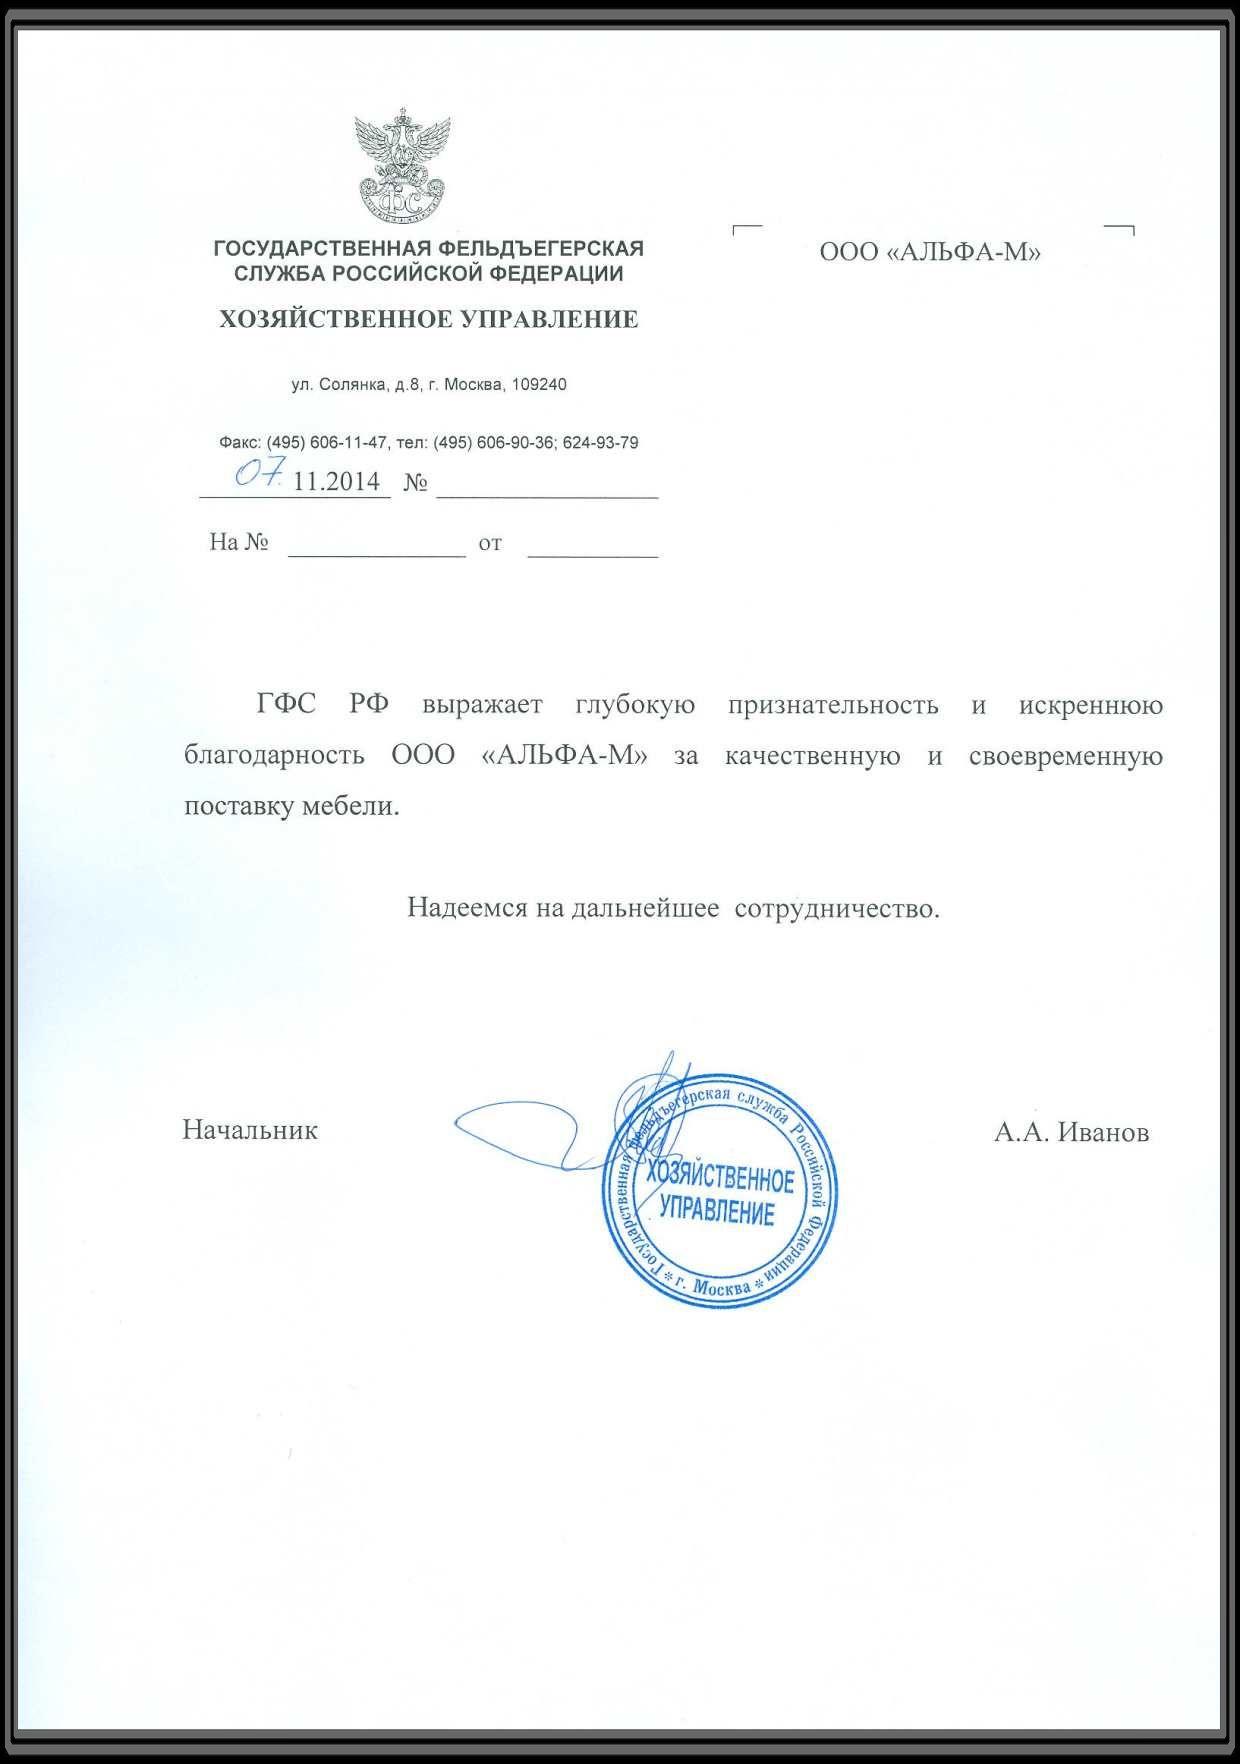 ФС
ГОСУДАРСТВЕННАЯ ФЕЛЬДЪЕГЕРСКАЯ
СЛУЖБА РОССИЙСКОЙ ФЕДЕРАЦИИ
ХОЗЯЙСТВЕННОЕ УПРАВЛЕНИЕ
ул. Солянка, д.8, г. Москва, 109240
Факс: (495) 606-11-47, тел: (495) 606-90-36; 624-93-79
07. 11.2014 №
На № от
ООО «АЛЬФА-М»
ГФС РФ выражает глубокую признательность и искреннюю
благодарность ООО «АЛЬФА-М» за качественную и своевременную
поставку мебели.
Надеемся на дальнейшее сотрудничество.
Начальник
А.А. Иванов
Государственная фельдъегерская служба Российской Федерации
* г. Москва *
ХОЗЯЙСТВЕННОЕ
УПРАВЛЕНИЕ